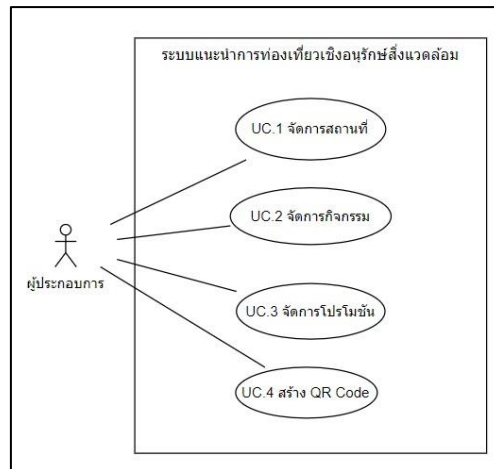 ระบบแนะนำการท่องเที่ยวเชิงอนุรักษ์สิ่งแวดล้อม
UC.1 จัดการสถานที่
UC.2 จัดการกิจกรรม
ผู้ประกอบการ
UC.3 จัดการโปรโมชัน
UC.4 สร้าง QR Code